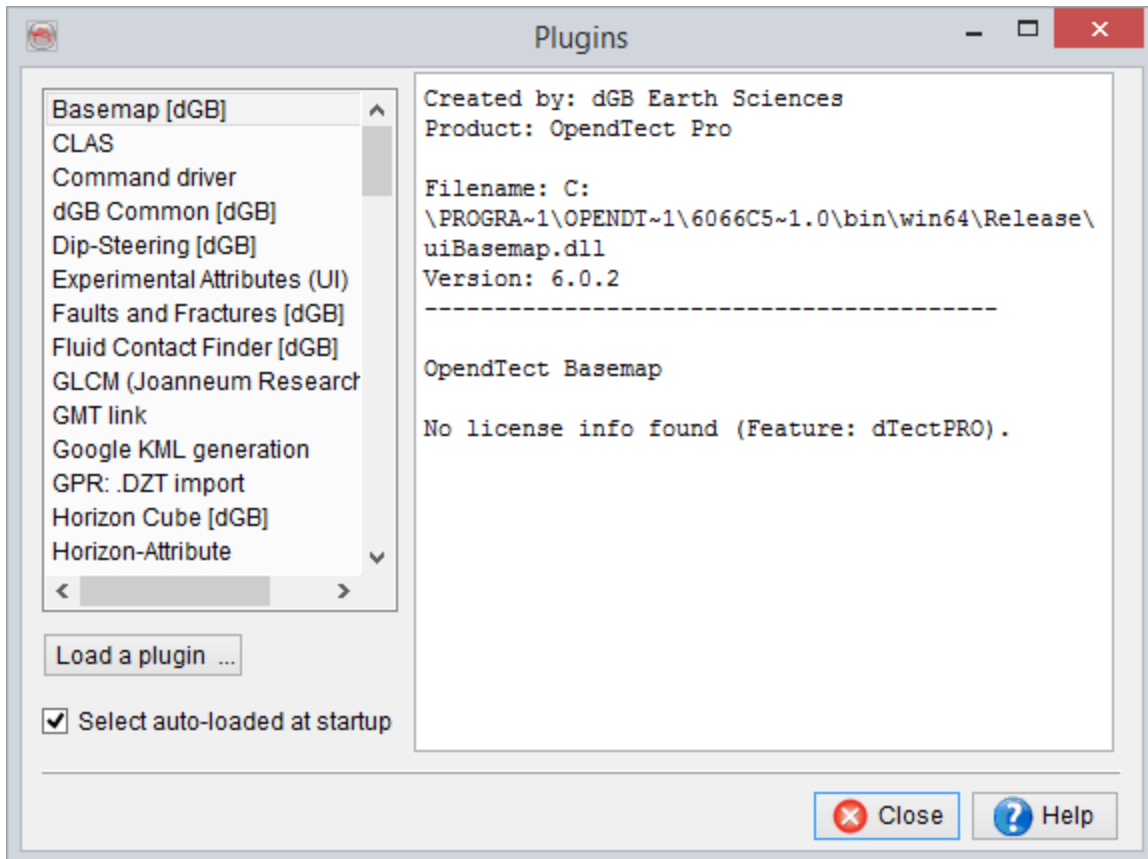 Plugins
Basemap [dGB]
CLAS
Command driver
dGB Common [dGB]
Dip-Steering [dGB]
Experimental Attributes (UI)
Faults and Fractures [dGB]
Fluid Contact Finder [dGB]
GLCM (Joanneum Research
GMT link
Google KML generation
GPR: .DZT import
Horizon Cube [dGB]
Horizon-Attribute
Load a plugin ...
Select auto-loaded at startup
Created by: dGB Earth Sciences
Product: OpendTect Pro
Filename: C:
\PROGRA~1\OPENDT~1\6066C5~1.0\bin\win64\Release\
uiBasemap.dll
Version: 6.0.2
-----------------------------------------
OpendTect Basemap
No license info found (Feature: dTectPRO).
Close
Help